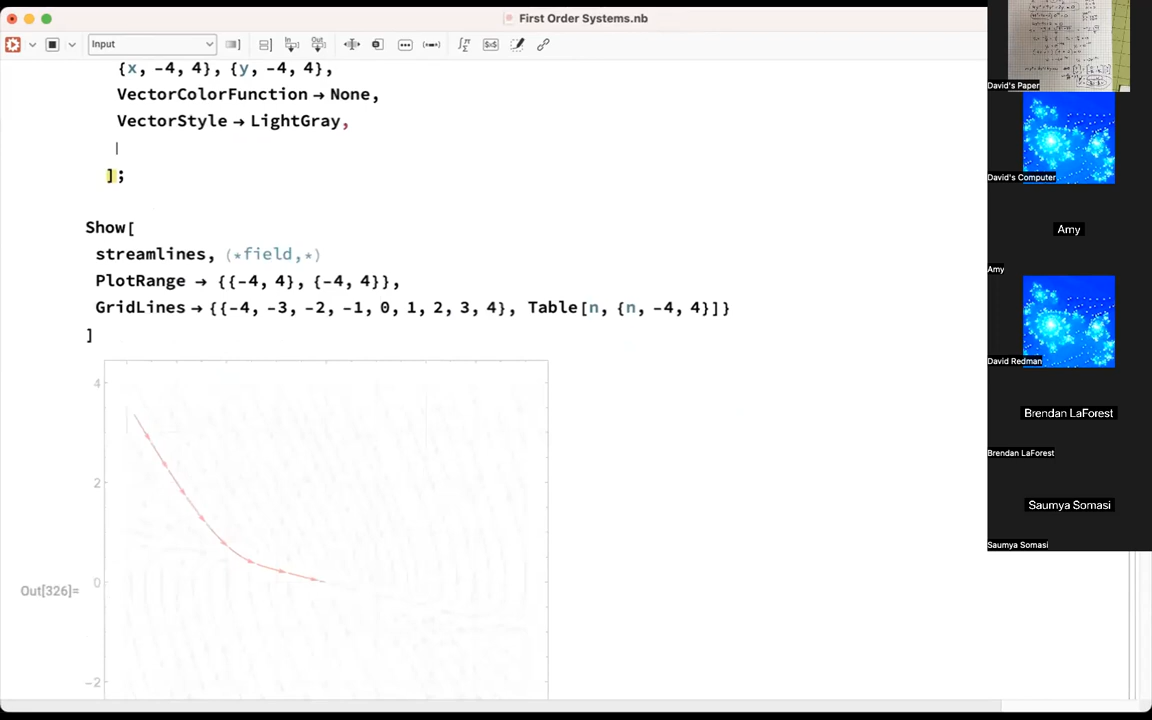 First Order Systems.nb
Input
{x, -4, 4}, {y, -4, 4},
VectorColorFunction → None,
VectorStyle → LightGray,
];
Show[
streamlines, (*field,*)
PlotRange → {{-4, 4}, {-4, 4}},
GridLines → {{-4, -3, -2, -1, 0, 1, 2, 3, 4}, Table[n, {n, -4, 4}]}
]
4
2
0
-2
Out[326]=
David's Paper
David's Computer
Amy
Amy
David Redman
Brendan LaForest
Brendan LaForest
Saumya Somasi
Saumya Somasi